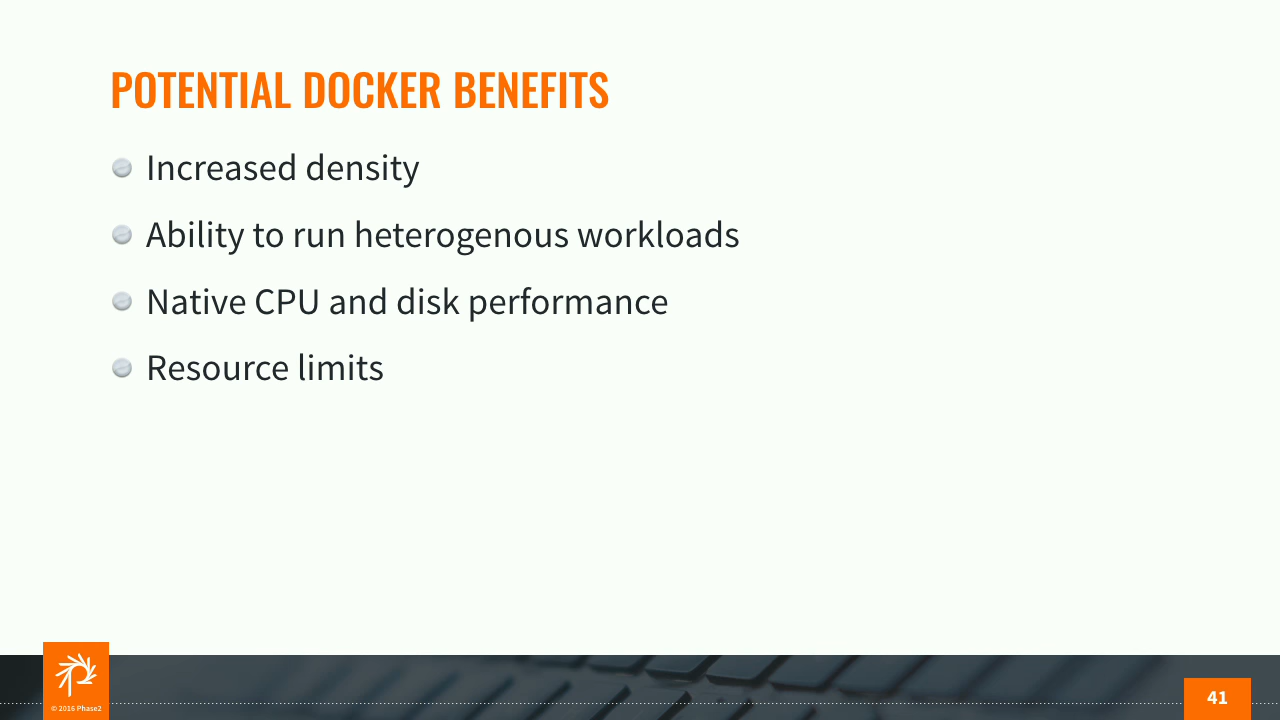 POTENTIAL DOCKER BENEFITS
Increased density
Ability to run heterogenous workloads
Native CPU and disk performance
Resource limits
© 2016 Phase2
41